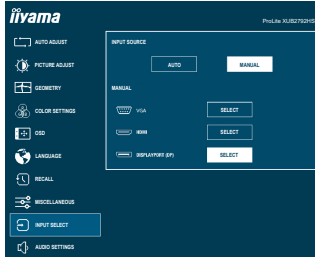 iiyama
ProLite XUB2792HS
AUTO ADJUST
PICTURE ADJUST
GEOMETRY
COLOR SETTINGS
OSD
LANGUAGE
RECALL
MISCELLANEOUS
INPUT SELECT
AUDIO SETTINGS
INPUT SOURCE
AUTO MANUAL
MANUAL
VGA SELECT
HDMI SELECT
DISPLAYPORT (DP) SELECT